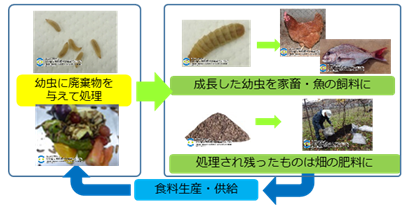 幼虫に廃棄物を
与えて処理
成長した幼虫を家畜・魚の飼料に
処理され残ったものは畑の肥料に
食料生産・供給